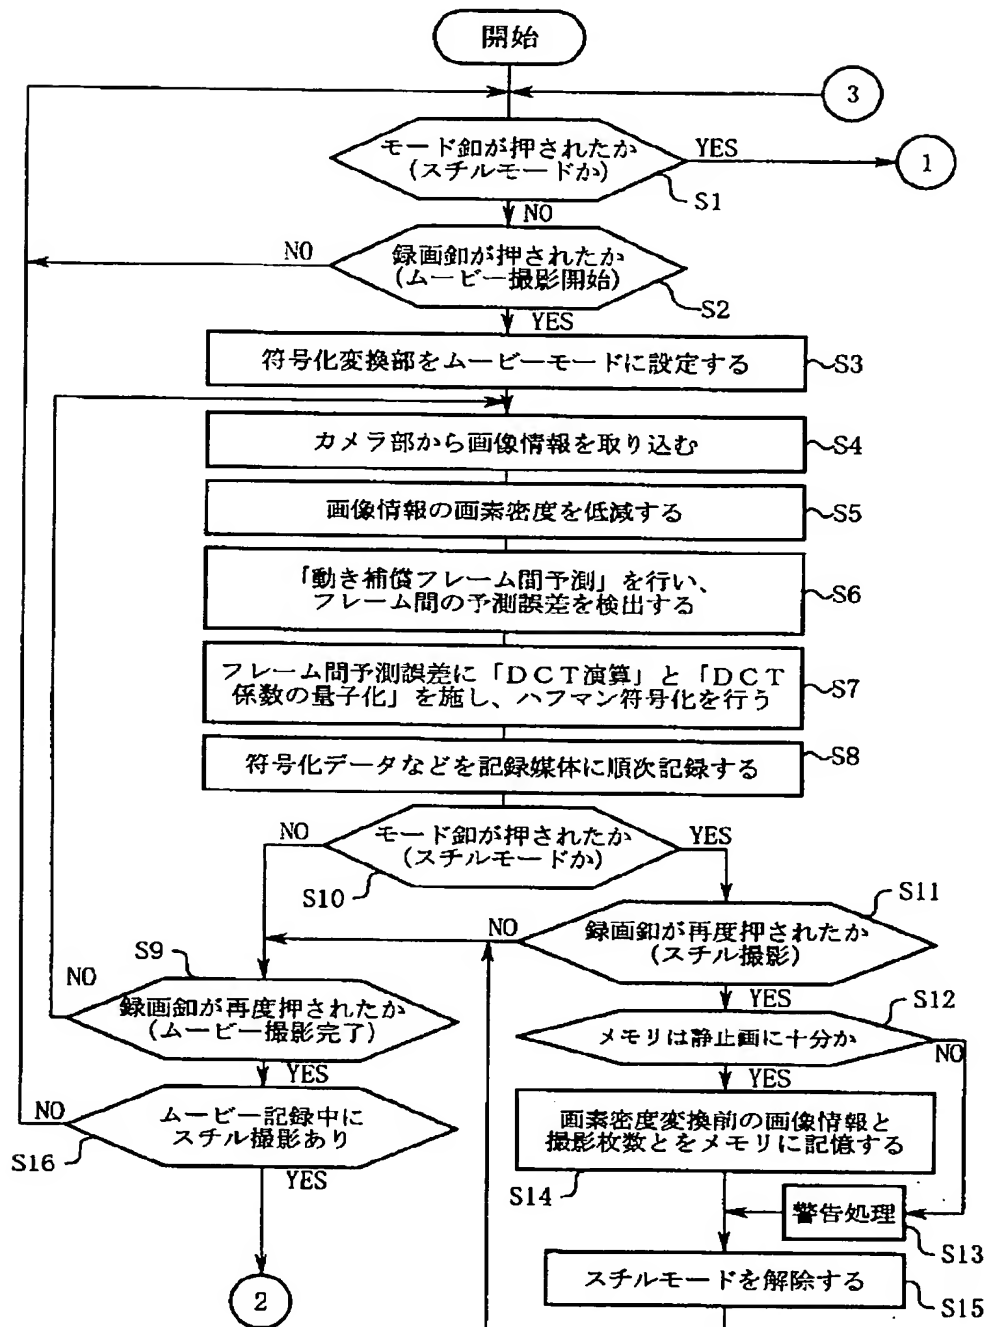 開始
3
モード釦が押されたか
(スチルモードか)
YES
1
S1
NO
NO
録画釦が押されたか
(ムービー撮影開始)
S2
YES
符号化変換部をムービーモードに設定する
S3
カメラ部から画像情報を取り込む
S4
画像情報の画素密度を低減する
S5
「動き補償フレーム間予測」を行い、
フレーム間の予測誤差を検出する
S6
フレーム間予測誤差に「DCT演算」と「DCT
係数の量子化」を施し、ハフマン符号化を行う
S7
符号化データなどを記録媒体に順次記録する
S8
NO
モード釦が押されたか
(スチルモードか)
YES
S10
S11
NO
録画釦が再度押されたか
(スチル撮影)
S9
NO
録画釦が再度押されたか
(ムービー撮影完了)
YES
YES
S12
メモリは静止画に十分か
NO
YES
NO
ムービー記録中に
スチル撮影あり
S16
YES
画素密度変換前の画像情報と
撮影枚数とをメモリに記憶する
S14
警告処理
S13
スチルモードを解除する
S15
2